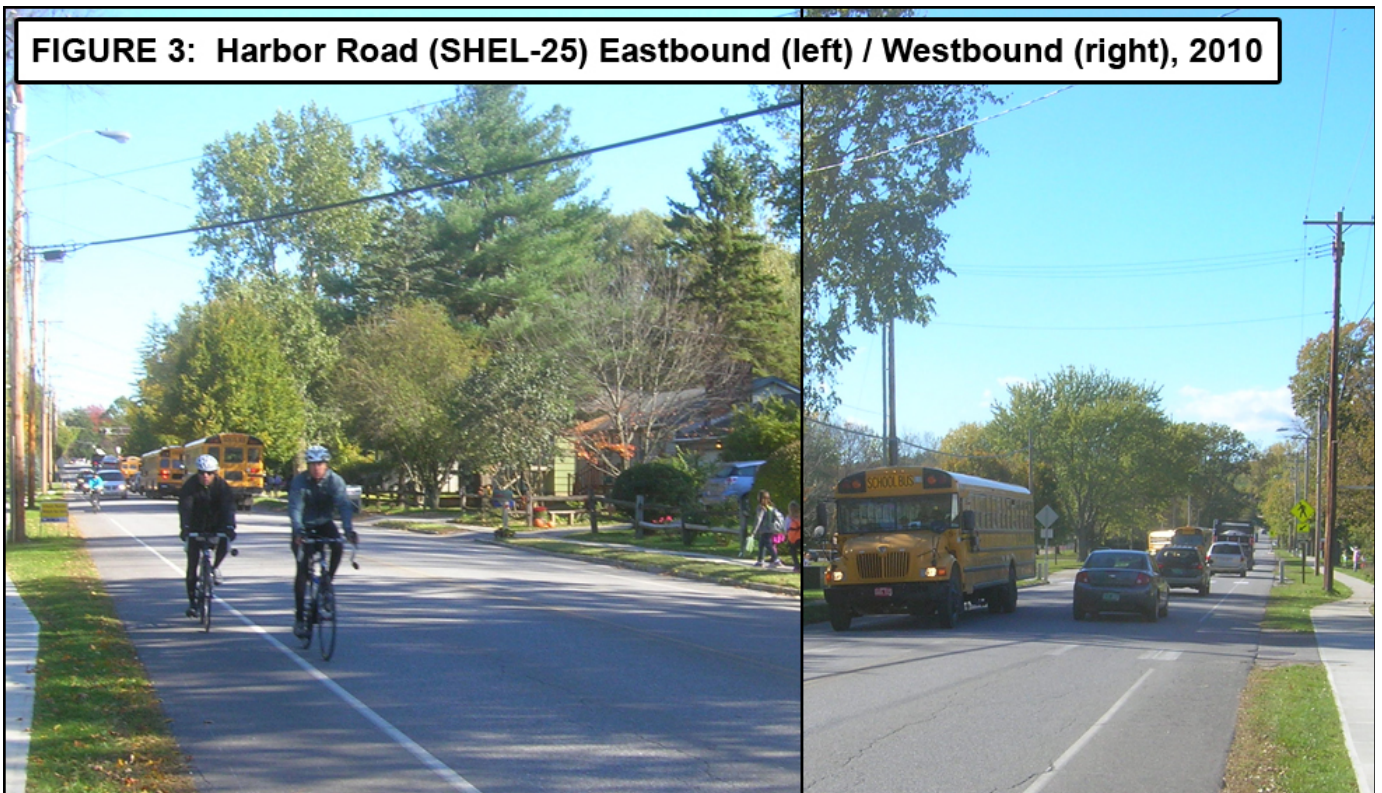 FIGURE 3:  Harbor Road (SHEL-25) Eastbound (left) / Westbound (right), 2010
SCHOOL BUS